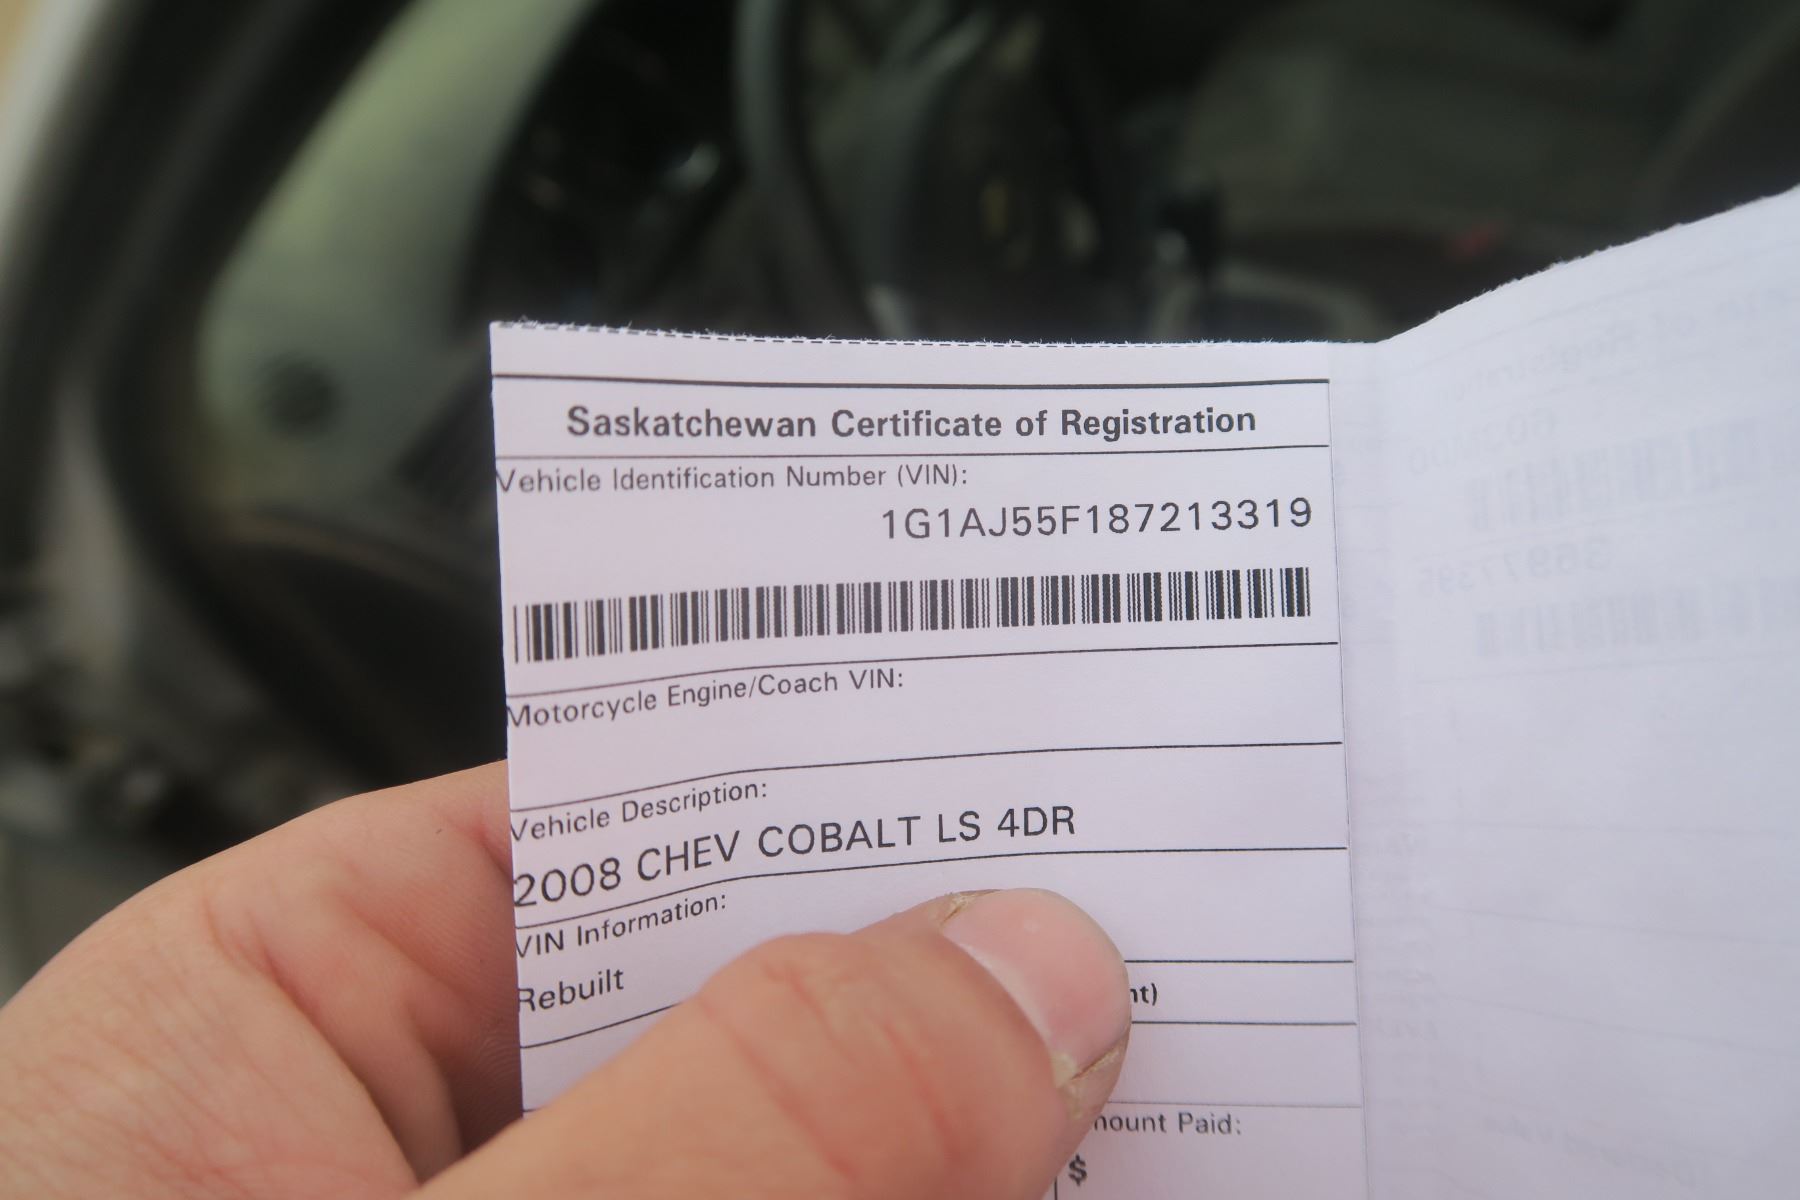 Saskatchewan Certificate of Registration
Vehicle Identification Number (VIN):
1G1AJ55F187213319
Motorcycle Engine/Coach VIN:
Vehicle Description:
2008 CHEV COBALT LS 4DR
VIN Information:
Rebuilt
nt)
nount Paid:
$